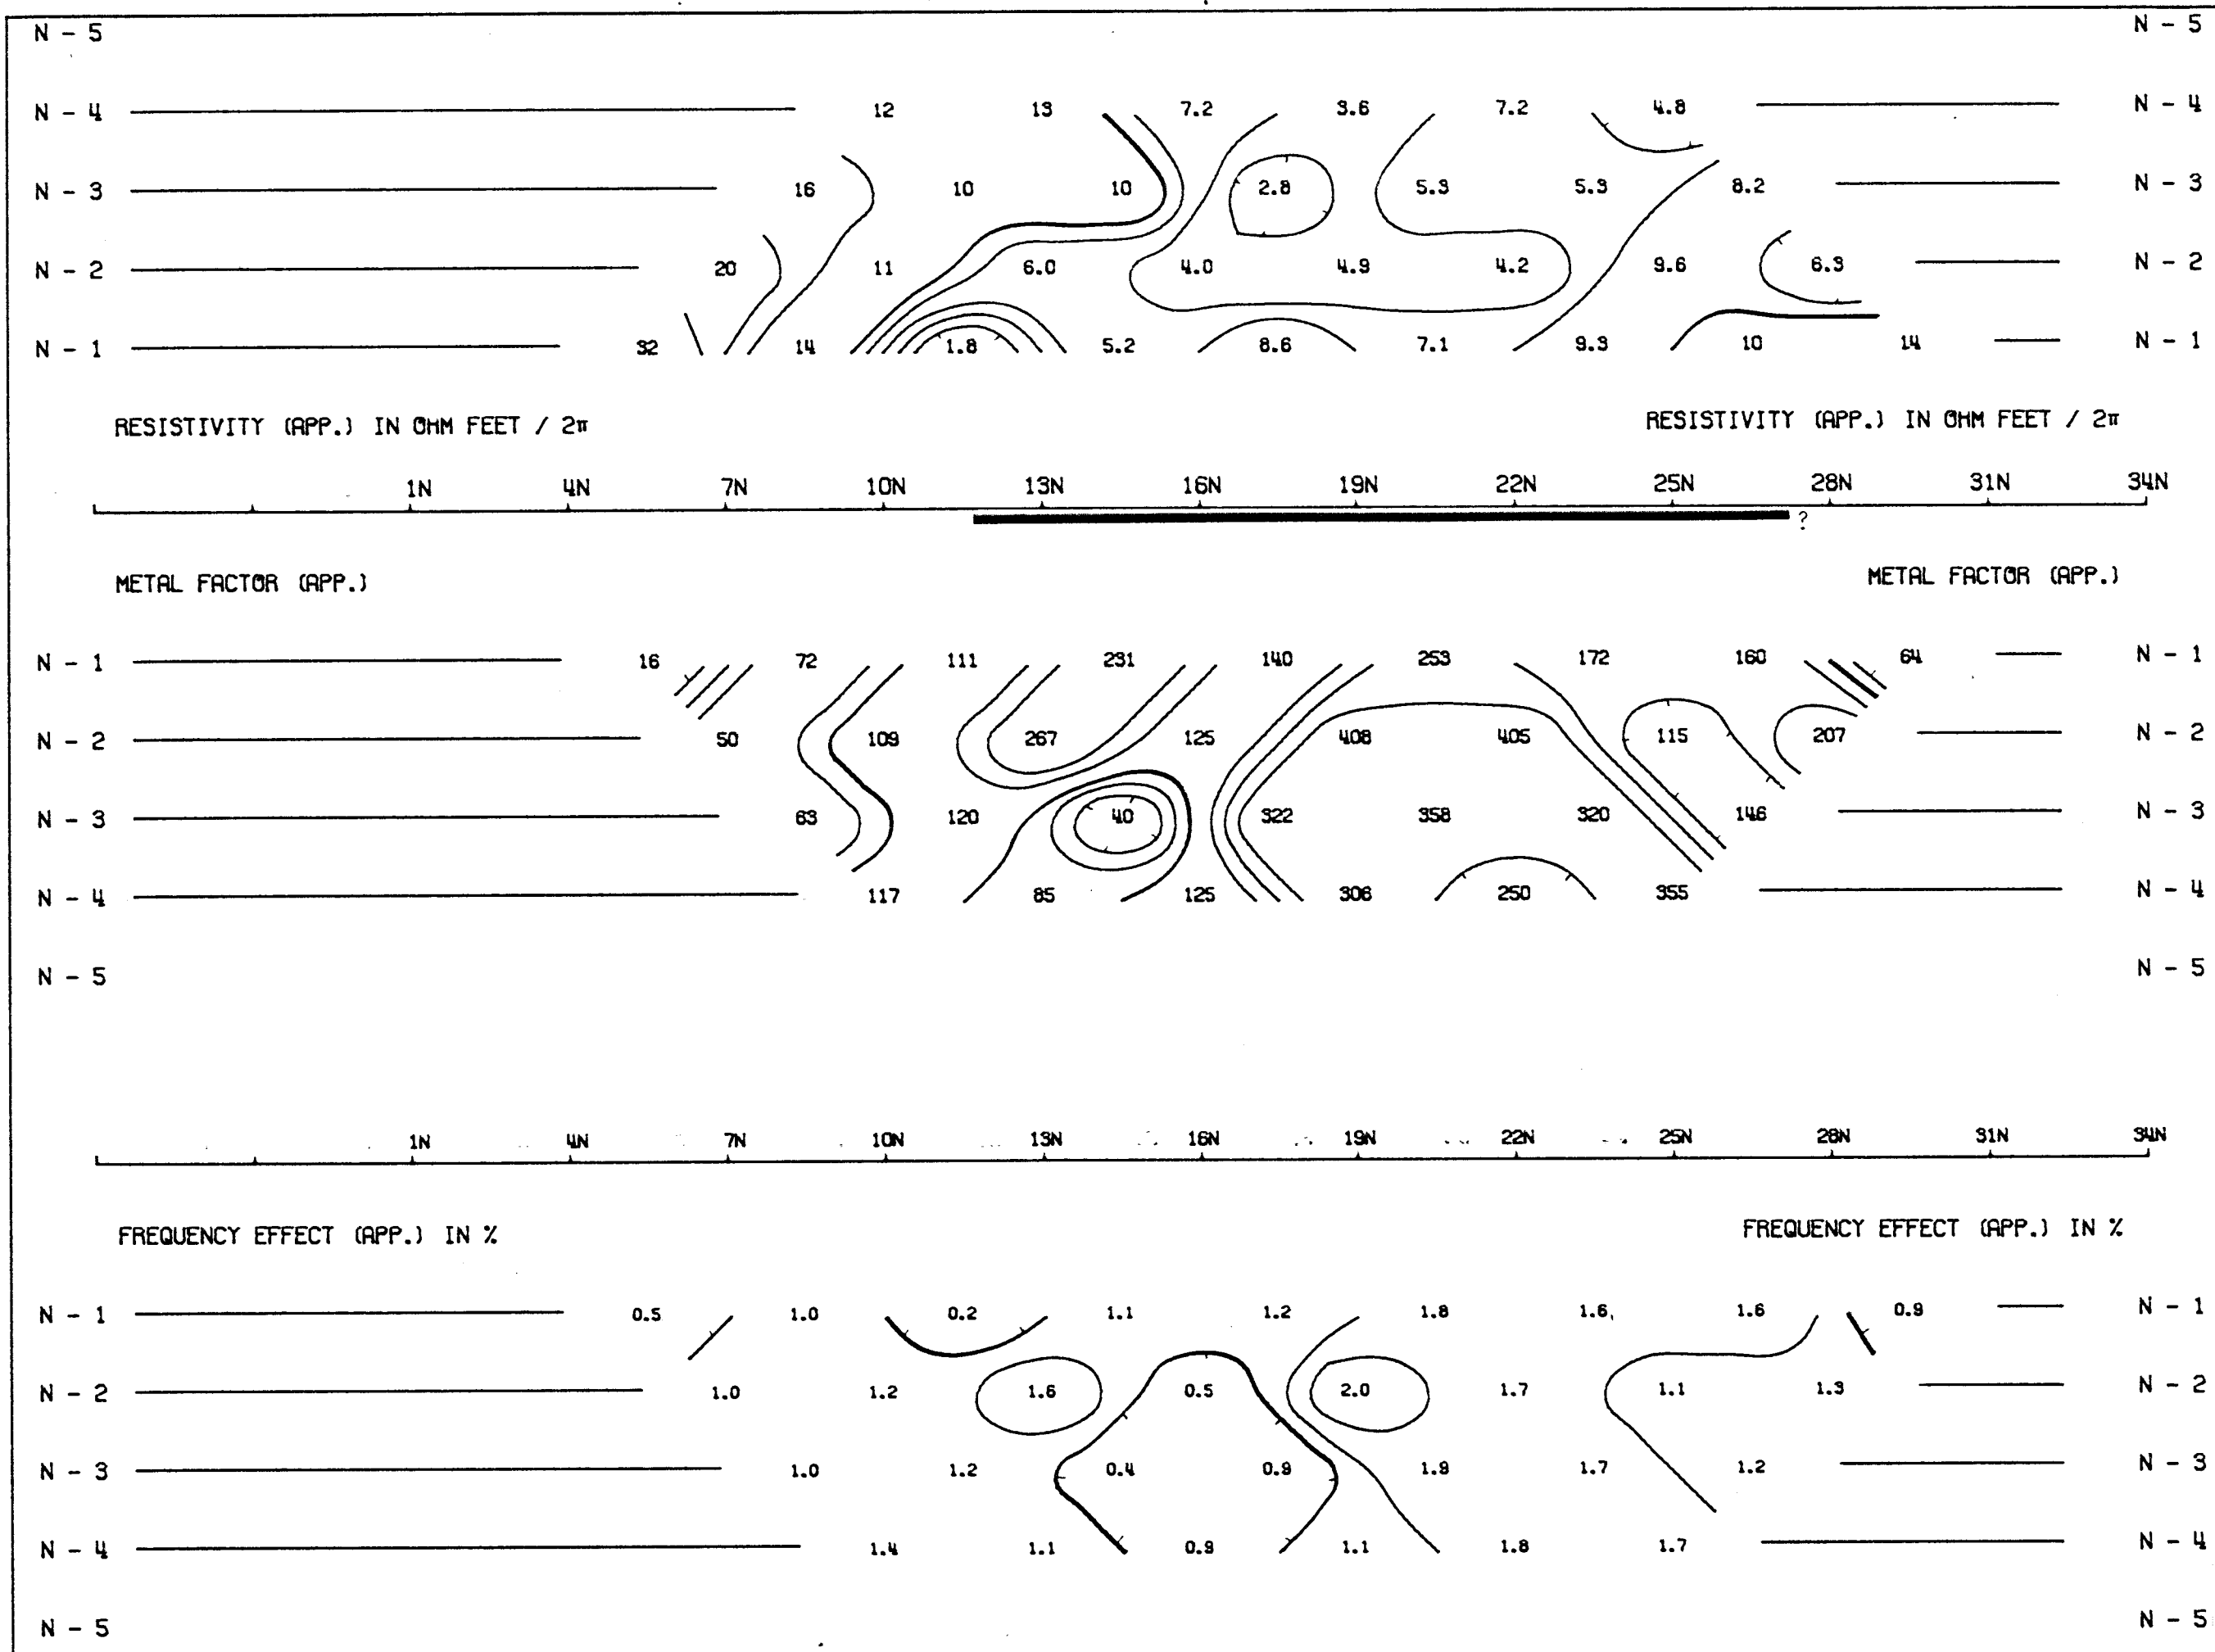 N - 5 N - 5
N - 4 12 13 7.2 3.6 7.2 4.8 N - 4
N - 3 16 10 10 2.8 5.3 5.3 8.2 N - 3
N - 2 20 11 6.0 4.0 4.9 4.2 9.6 6.3 N - 2
N - 1 32 14 1.8 5.2 8.6 7.1 9.3 10 14 N - 1
RESISTIVITY (APP.) IN OHM FEET / 2π RESISTIVITY (APP.) IN OHM FEET / 2π
1N 4N 7N 10N 13N 16N 19N 22N 25N 28N 31N 34N
?
METAL FACTOR (APP.) METAL FACTOR (APP.)
N - 1 16 72 111 231 140 253 172 160 64 N - 1
N - 2 50 109 267 125 408 405 115 207 N - 2
N - 3 63 120 40 322 358 320 146 N - 3
N - 4 117 85 125 306 250 355 N - 4
N - 5 N - 5
1N 4N 7N 10N 13N 16N 19N 22N 25N 28N 31N 34N
FREQUENCY EFFECT (APP.) IN % FREQUENCY EFFECT (APP.) IN %
N - 1 0.5 1.0 0.2 1.1 1.2 1.8 1.6 1.6 0.9 N - 1
N - 2 1.0 1.2 1.6 0.5 2.0 1.7 1.1 1.3 N - 2
N - 3 1.0 1.2 0.4 0.9 1.9 1.7 1.2 N - 3
N - 4 1.4 1.1 0.9 1.1 1.8 1.7 N - 4
N - 5 N - 5